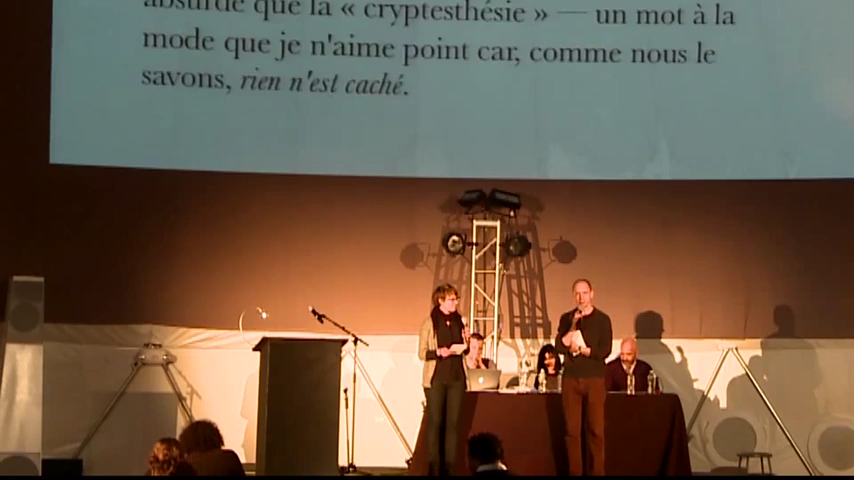 absurde que la « cryptesthésie » — un mot à la
mode que je n'aime point car, comme nous le
savons, rien n'est caché.